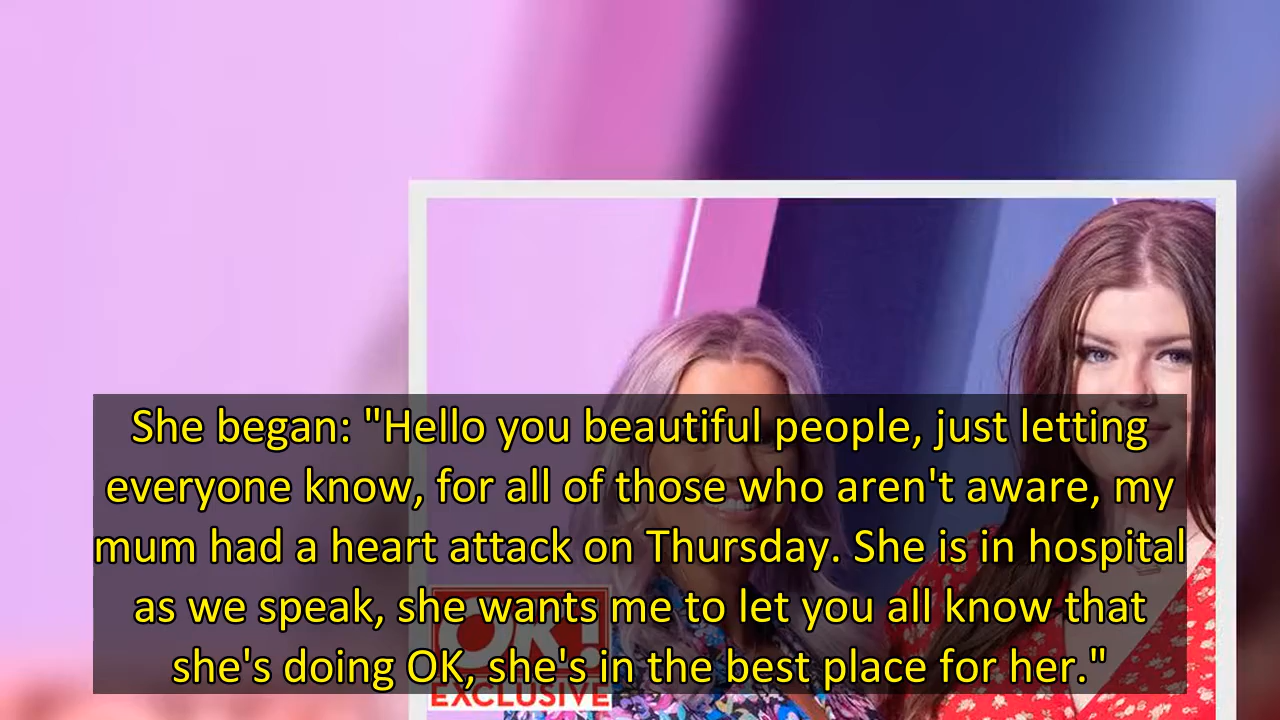 She began: "Hello you beautiful people, just letting
everyone know, for all of those who aren't aware, my
mum had a heart attack on Thursday. She is in hospital
as we speak, she wants me to let you all know that
she's doing OK, she's in the best place for her."
OK!
EXCLUSIVE